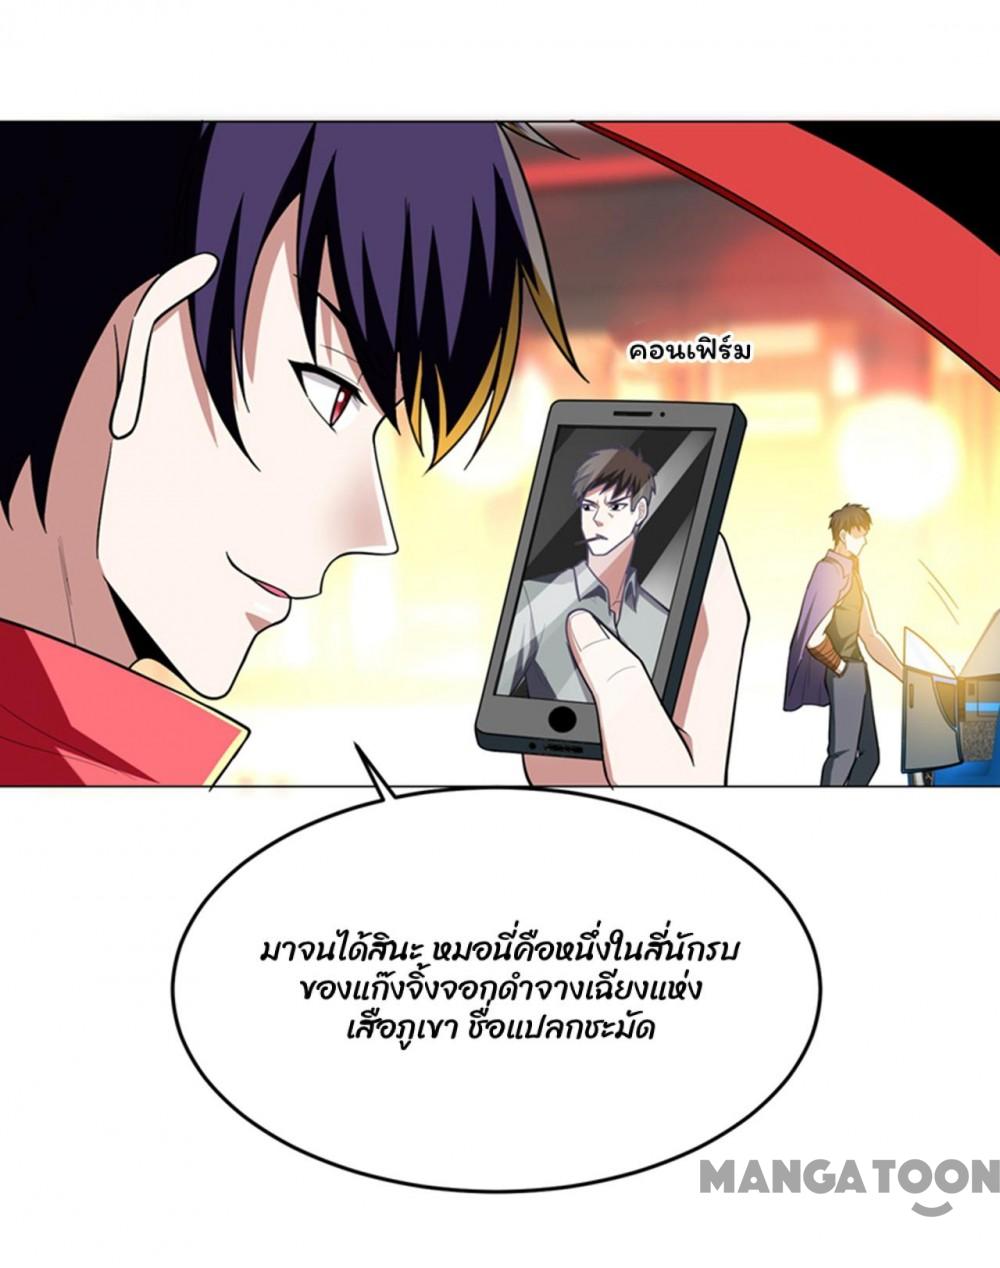 คอนเฟิร์ม
มาจนได้สินะ หมอนี่คือหนึ่งในสี่นักรบ
ของแก๊งจิ้งจอกดำจางเฉียงแห่ง
เสือภูเขา ชื่อแปลกชะมัด
MANGATOON